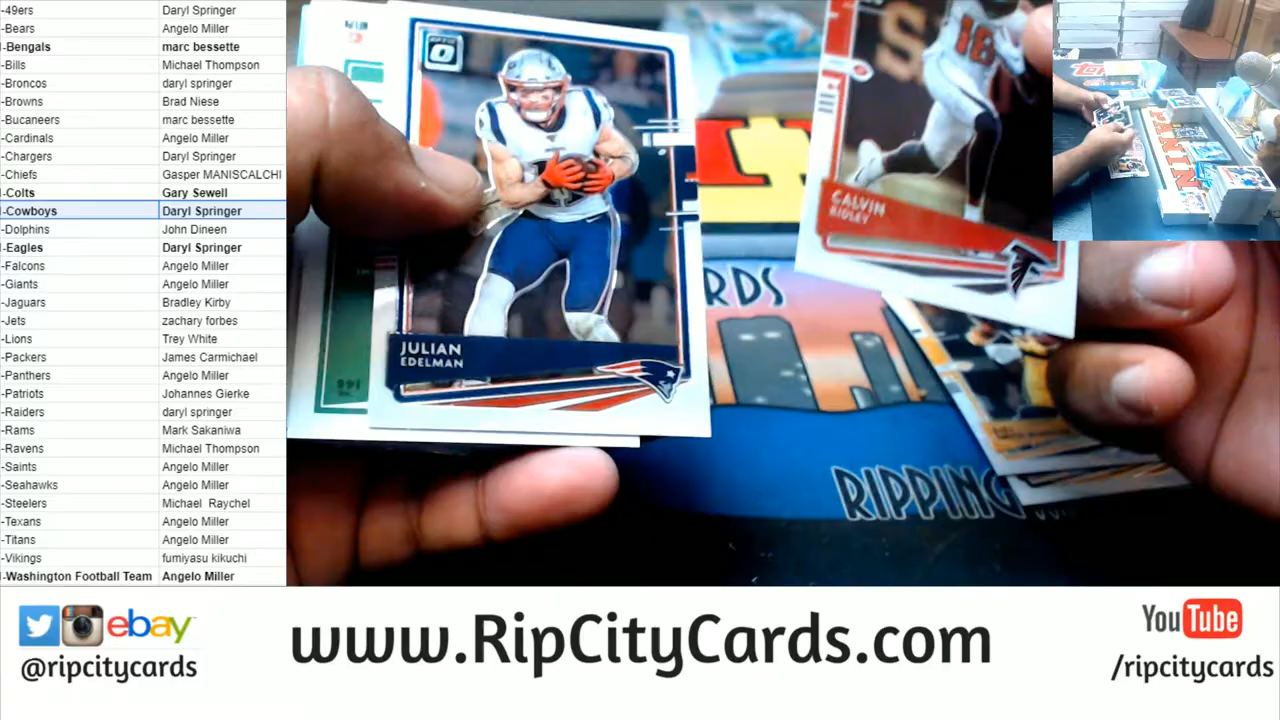 -49ers Daryl Springer
-Bears Angelo Miller
-Bengals marc bessette
-Bills Michael Thompson
-Broncos daryl springer
-Browns Brad Niese
-Bucaneers marc bessette
-Cardinals Angelo Miller
-Chargers Daryl Springer
-Chiefs Gasper MANISCALCHI
-Colts Gary Sewell
-Cowboys Daryl Springer
-Dolphins John Dineen
-Eagles Daryl Springer
-Falcons Angelo Miller
-Giants Angelo Miller
-Jaguars Bradley Kirby
-Jets zachary forbes
-Lions Trey White
-Packers James Carmichael
-Panthers Angelo Miller
-Patriots Johannes Gierke
-Raiders daryl springer
-Rams Mark Sakaniwa
-Ravens Michael Thompson
-Saints Angelo Miller
-Seahawks Angelo Miller
-Steelers Michael Raychel
-Texans Angelo Miller
-Titans Angelo Miller
-Vikings fumiyasu kikuchi
-Washington Football Team Angelo Miller
OPTIC
JULIAN
EDELMAN
CALVIN
RIDLEY
18
RDS
RIPPING
PANINI
ebay
@ripcitycards
www.RipCityCards.com
YouTube
/ripcitycards